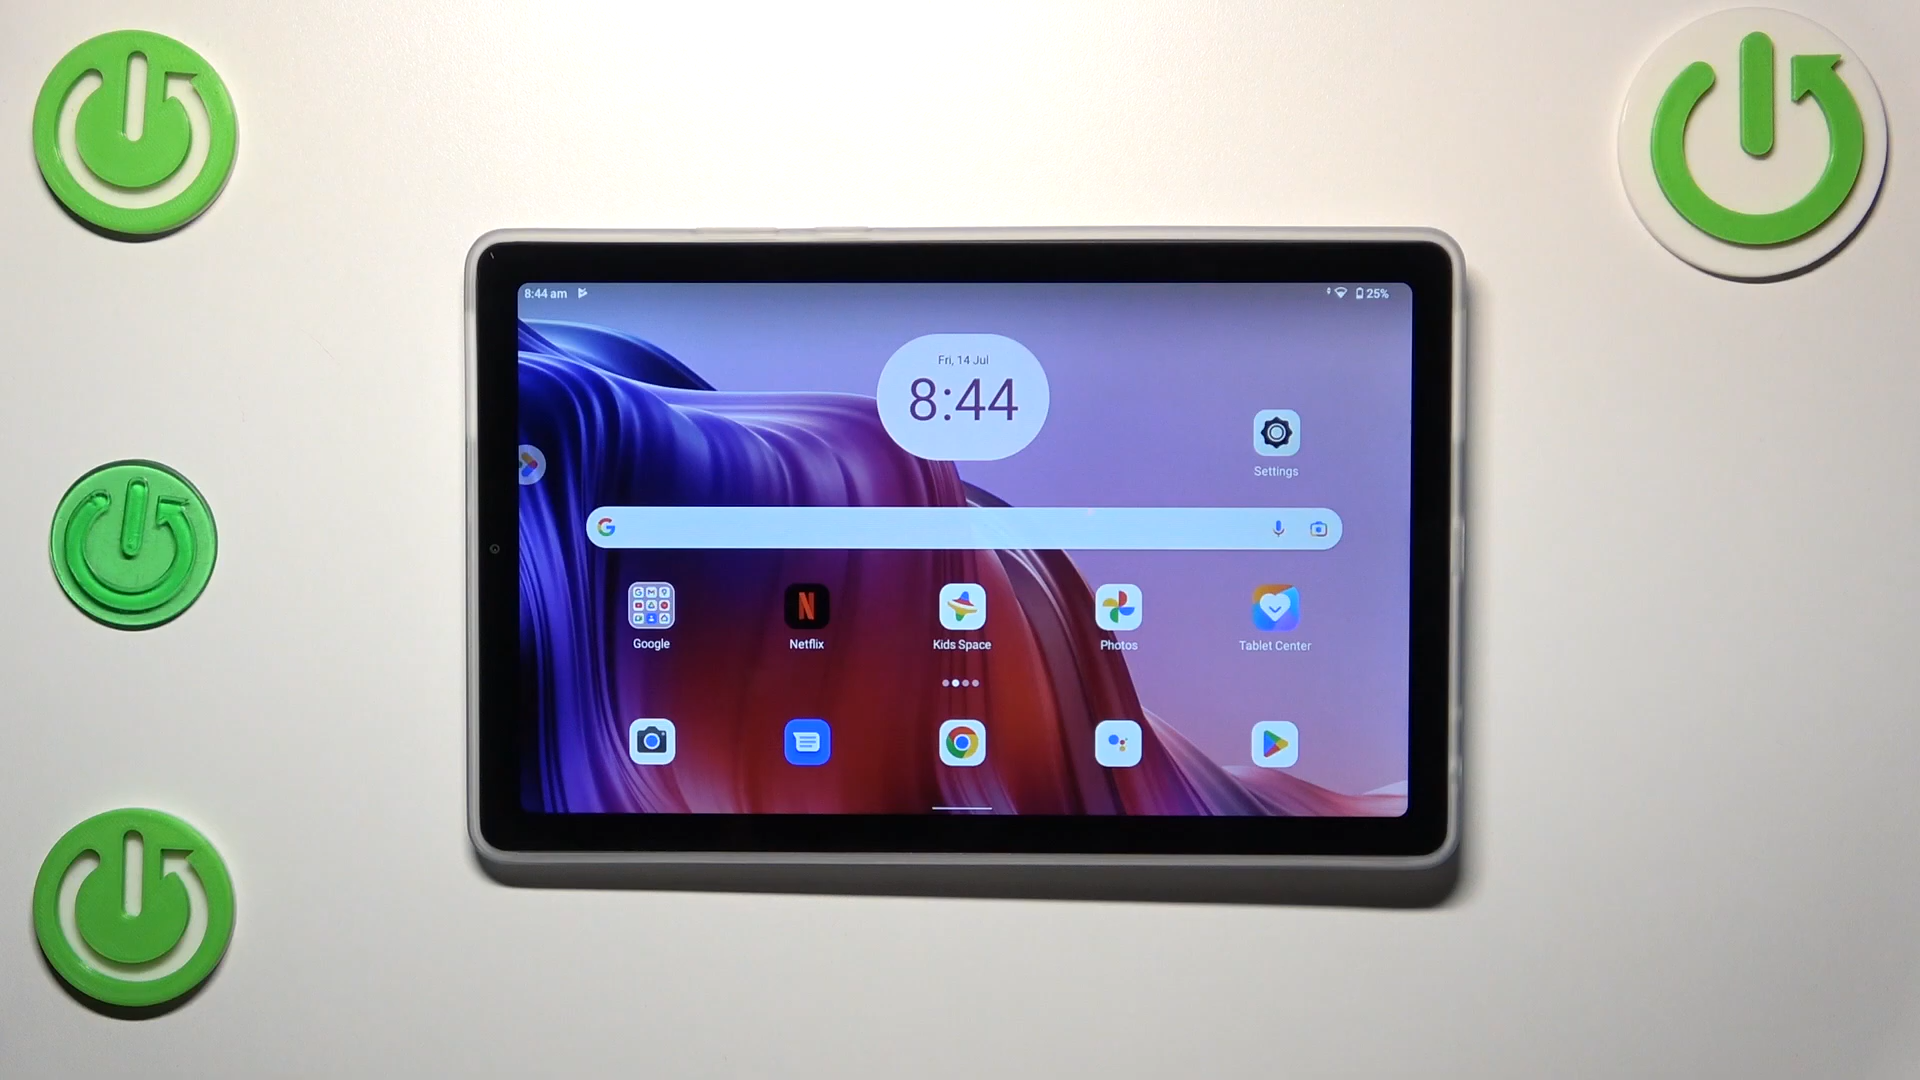 8:44 am
25%
Fri, 14 Jul
8:44
Settings
G
Google
N
Netflix
Kids Space
Photos
Tablet Center